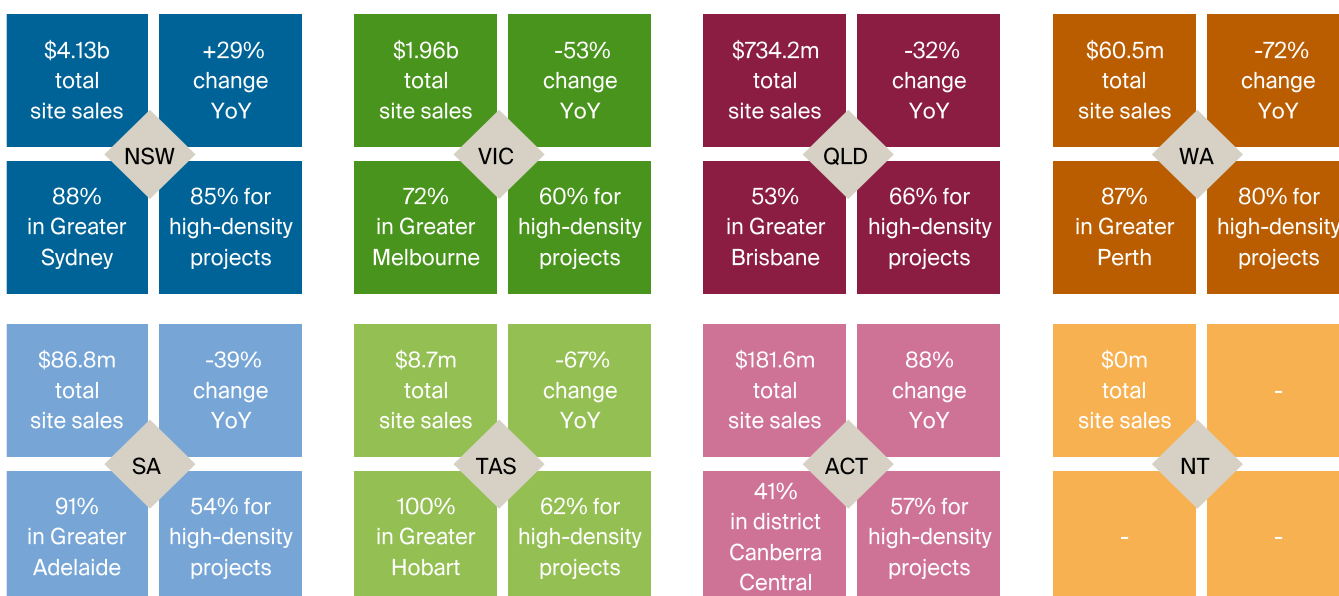 $4.13b
total
site sales
+29%
change
YoY
NSW
88%
in Greater
Sydney
85% for
high-density
projects
$1.96b
total
site sales
-53%
change
YoY
VIC
72%
in Greater
Melbourne
60% for
high-density
projects
$734.2m
total
site sales
-32%
change
YoY
QLD
53%
in Greater
Brisbane
66% for
high-density
projects
$60.5m
total
site sales
-72%
change
YoY
WA
87%
in Greater
Perth
80% for
high-density
projects
$86.8m
total
site sales
-39%
change
YoY
SA
91%
in Greater
Adelaide
54% for
high-density
projects
$8.7m
total
site sales
-67%
change
YoY
TAS
100%
in Greater
Hobart
62% for
high-density
projects
$181.6m
total
site sales
88%
change
YoY
ACT
41%
in district
Canberra
Central
57% for
high-density
projects
$0m
total
site sales
-
NT
-
-